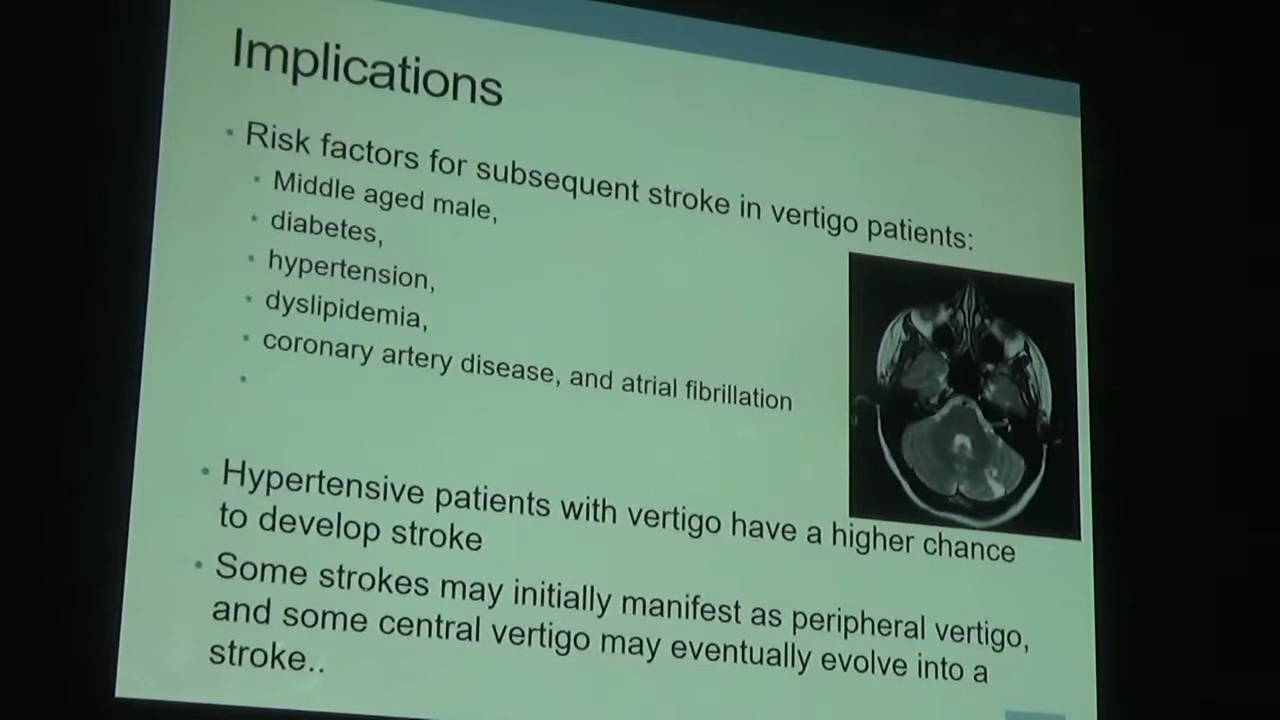 Implications
• Risk factors for subsequent stroke in vertigo patients:
• Middle aged male,
• diabetes,
• hypertension,
• dyslipidemia,
• coronary artery disease, and atrial fibrillation
•
• Hypertensive patients with vertigo have a higher chance
to develop stroke
• Some strokes may initially manifest as peripheral vertigo,
and some central vertigo may eventually evolve into a
stroke..